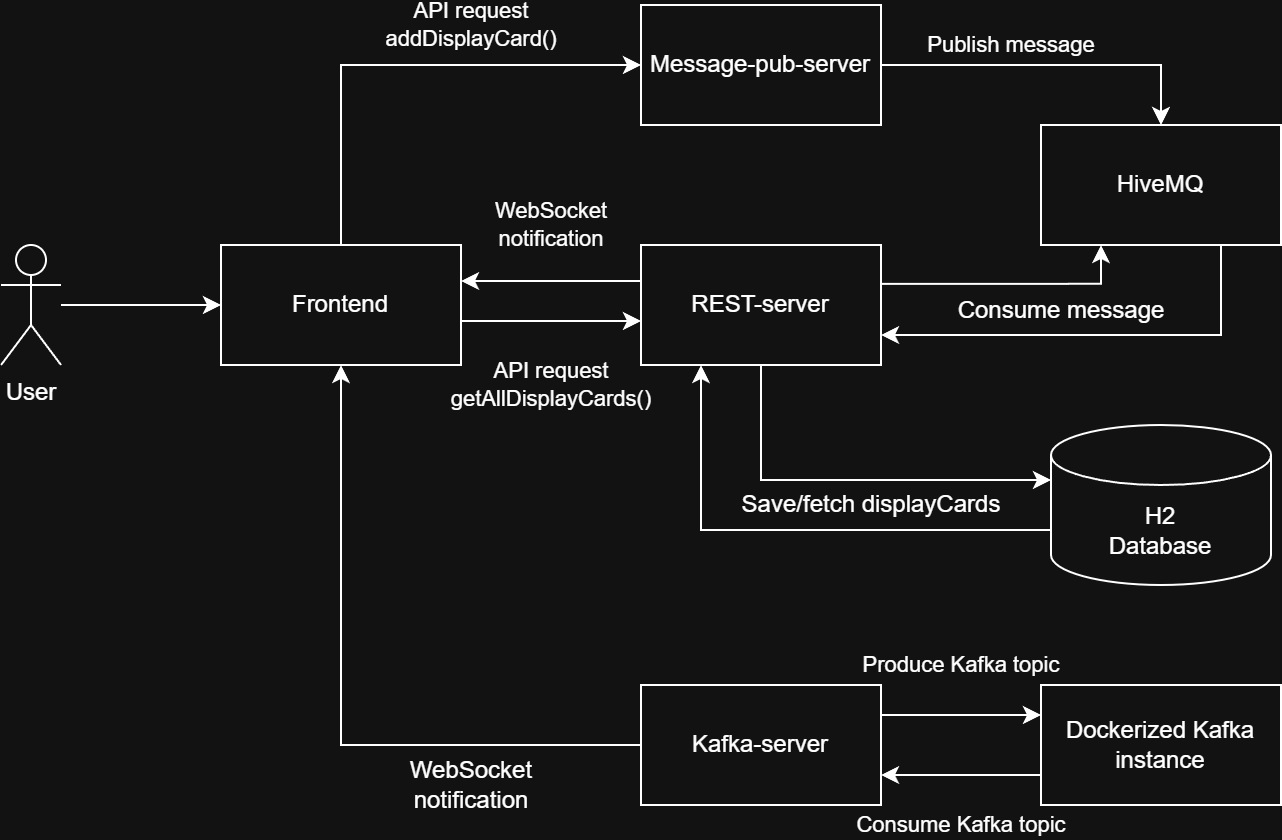 API request
addDisplayCard()
Message-pub-server
Publish message
HiveMQ
WebSocket
notification
Frontend
REST-server
Consume message
API request
getAllDisplayCards()
User
Save/fetch displayCards
H2
Database
Produce Kafka topic
Kafka-server
Dockerized Kafka
instance
WebSocket
notification
Consume Kafka topic